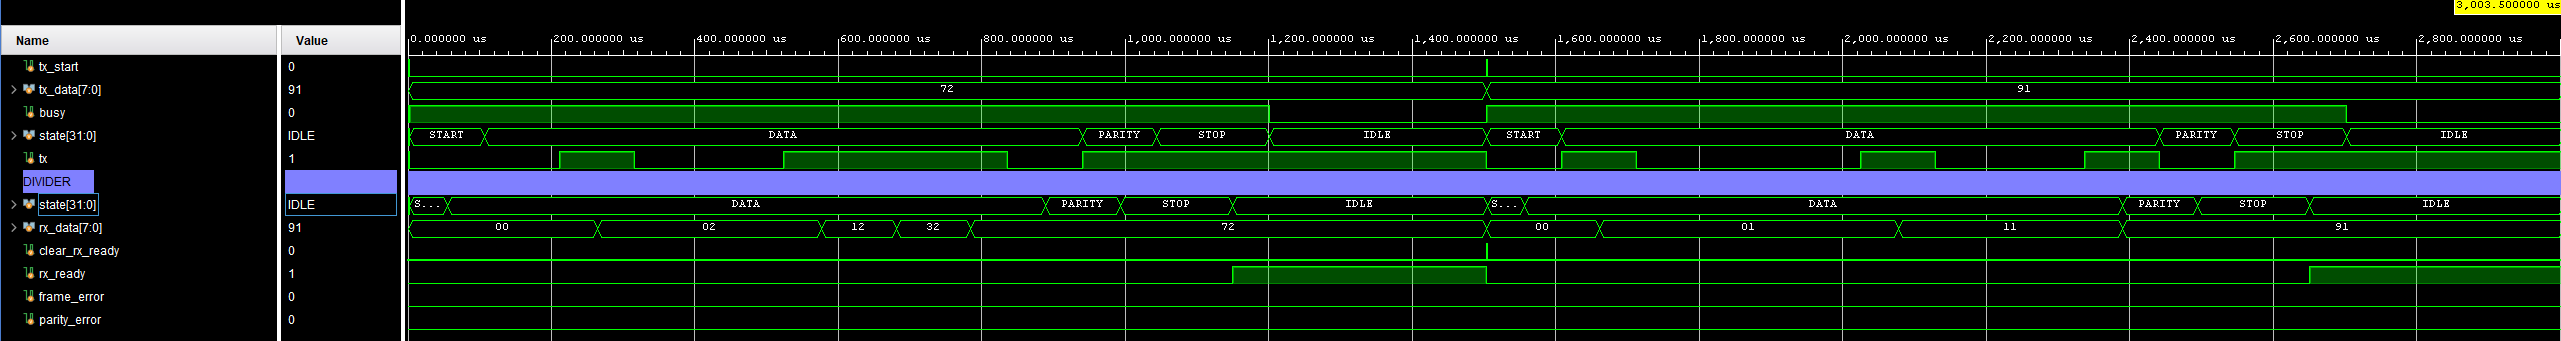 3,003.500000 us
Name Value
0.000000 us 200.000000 us 400.000000 us 600.000000 us 800.000000 us 1,000.000000 us 1,200.000000 us 1,400.000000 us 1,600.000000 us 1,800.000000 us 2,000.000000 us 2,200.000000 us 2,400.000000 us 2,600.000000 us 2,800.000000 us
tx_start 0
tx_data[7:0] 91 72 91
busy 0
state[31:0] IDLE START DATA PARITY STOP IDLE START DATA PARITY STOP IDLE
tx 1
DIVIDER
state[31:0] IDLE S... DATA PARITY STOP IDLE S... DATA PARITY STOP IDLE
rx_data[7:0] 91 00 02 12 32 72 00 01 11 91
clear_rx_ready 0
rx_ready 1
frame_error 0
parity_error 0